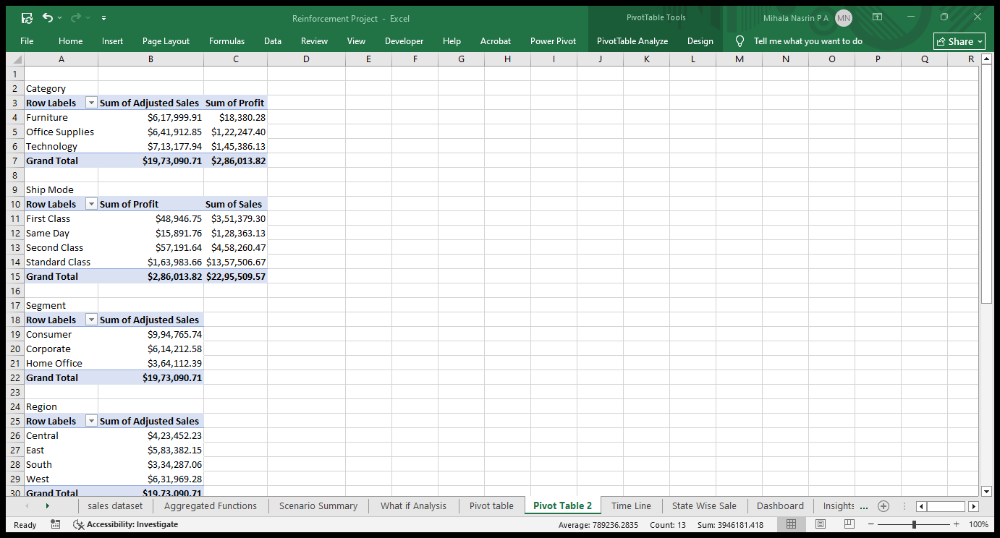 Reinforcement Project - Excel
PivotTable Tools
Mihala Nasrin P A MN
File Home Insert Page Layout Formulas Data Review View Developer Help Acrobat Power Pivot PivotTable Analyze Design Tell me what you want to do Share
A B C D E F G H I J K L M N O P Q R
1
2 Category
3 Row Labels Sum of Adjusted Sales Sum of Profit
4 Furniture $6,17,999.91 $18,380.28
5 Office Supplies $6,41,912.85 $1,22,247.40
6 Technology $7,13,177.94 $1,45,386.13
7 Grand Total $19,73,090.71 $2,86,013.82
8
9 Ship Mode
10 Row Labels Sum of Profit Sum of Sales
11 First Class $48,946.75 $3,51,379.30
12 Same Day $15,891.76 $1,28,363.13
13 Second Class $57,191.64 $4,58,260.47
14 Standard Class $1,63,983.66 $13,57,506.67
15 Grand Total $2,86,013.82 $22,95,509.57
16
17 Segment
18 Row Labels Sum of Adjusted Sales
19 Consumer $9,94,765.74
20 Corporate $6,14,212.58
21 Home Office $3,64,112.39
22 Grand Total $19,73,090.71
23
24 Region
25 Row Labels Sum of Adjusted Sales
26 Central $4,23,452.23
27 East $5,83,382.15
28 South $3,34,287.06
29 West $6,31,969.28
30 Grand Total $19,73,090.71
sales dataset Aggregated Functions Scenario Summary What if Analysis Pivot table Pivot Table 2 Time Line State Wise Sale Dashboard Insights ...
Ready Accessibility: Investigate Average: 789236.2835 Count: 13 Sum: 3946181.418 100%